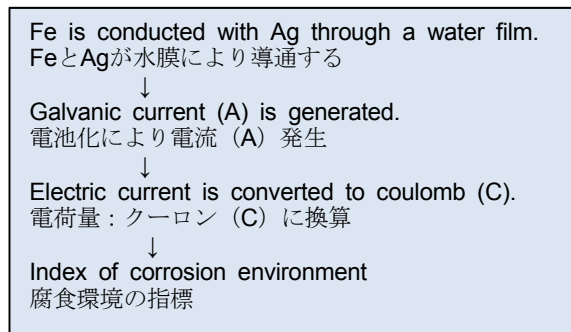 Fe is conducted with Ag through a water film.
FeとAgが水膜により導通する
↓
Galvanic current (A) is generated.
電池化により電流（A）発生
↓
Electric current is converted to coulomb (C).
電荷量：クーロン（C）に換算
↓
Index of corrosion environment
腐食環境の指標